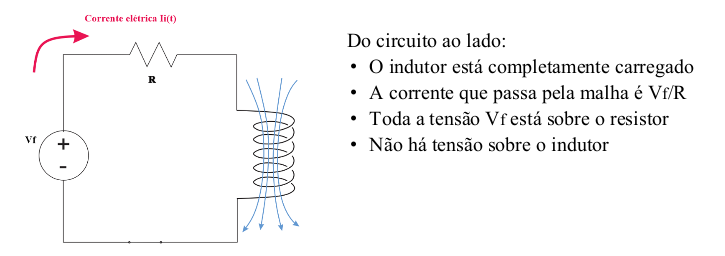 Corrente elétrica Ii(t)
R
Vf
+
-
Do circuito ao lado:
• O indutor está completamente carregado
• A corrente que passa pela malha é Vf/R
• Toda a tensão Vf está sobre o resistor
• Não há tensão sobre o indutor